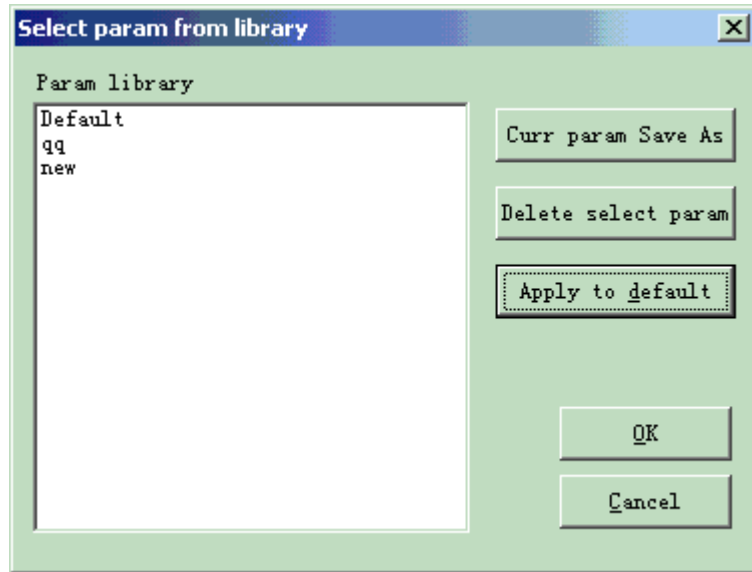 Select param from library
Param library
Default
qq
new
Curr param Save As
Delete select param
Apply to default
OK
Cancel